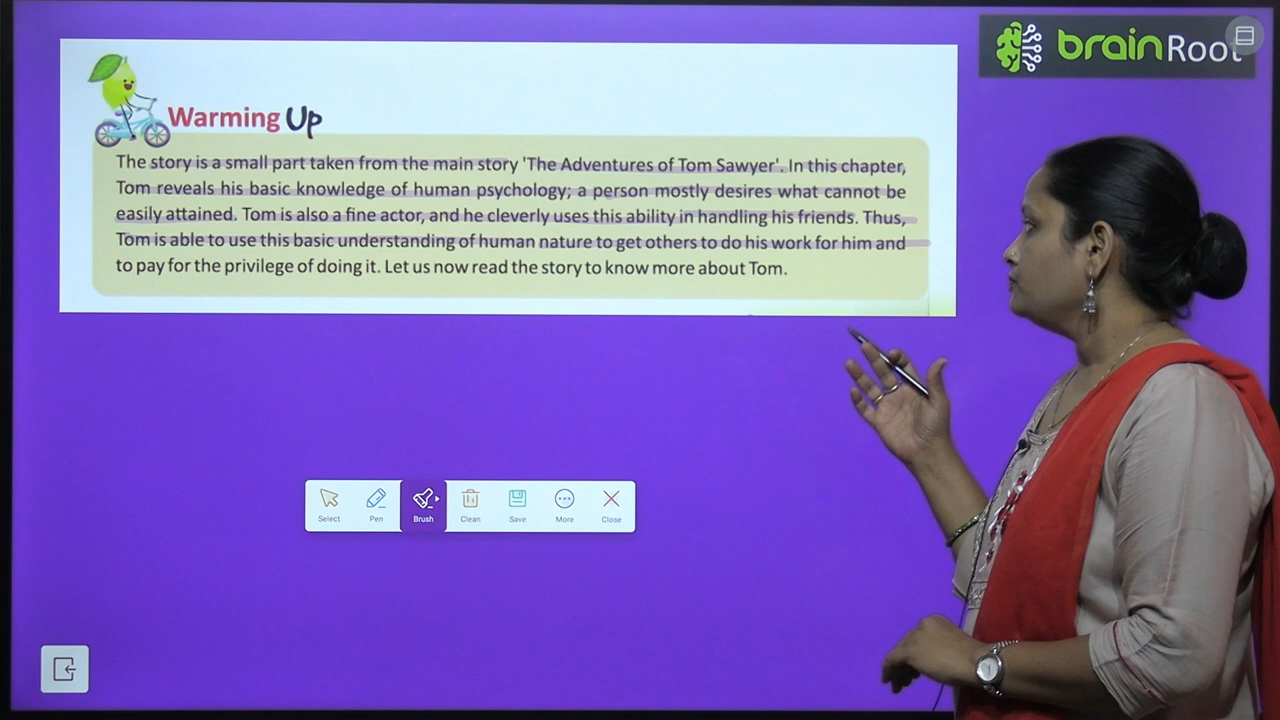 brainRoot
Warming Up
The story is a small part taken from the main story 'The Adventures of Tom Sawyer'. In this chapter,
Tom reveals his basic knowledge of human psychology; a person mostly desires what cannot be
easily attained. Tom is also a fine actor, and he cleverly uses this ability in handling his friends. Thus,
Tom is able to use this basic understanding of human nature to get others to do his work for him and
to pay for the privilege of doing it. Let us now read the story to know more about Tom.
Select Pen Brush Clean Save More Close